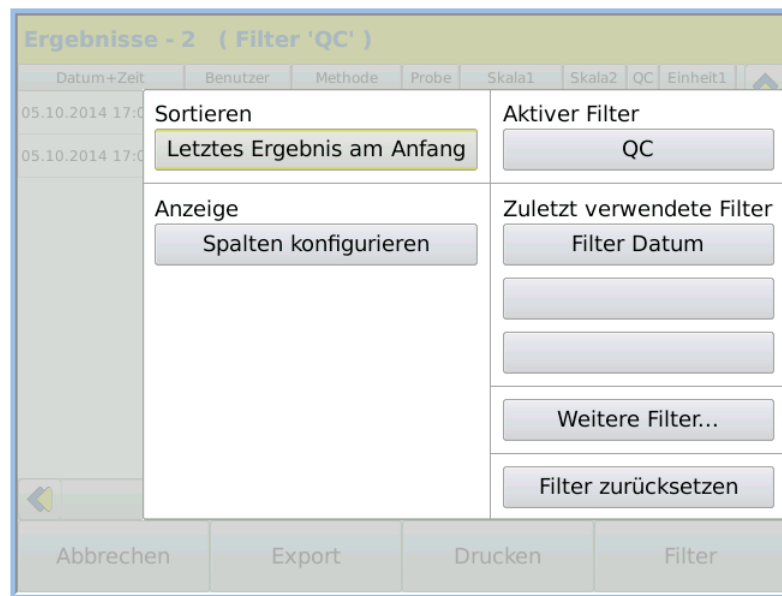 Ergebnisse - 2 ( Filter 'QC' )
Datum+Zeit Benutzer Methode Probe Skala1 Skala2 QC Einheit1
05.10.2014 17:0
05.10.2014 17:0
Sortieren
Letztes Ergebnis am Anfang
Anzeige
Spalten konfigurieren
Aktiver Filter
QC
Zuletzt verwendete Filter
Filter Datum
Weitere Filter...
Filter zurücksetzen
Abbrechen Export Drucken Filter